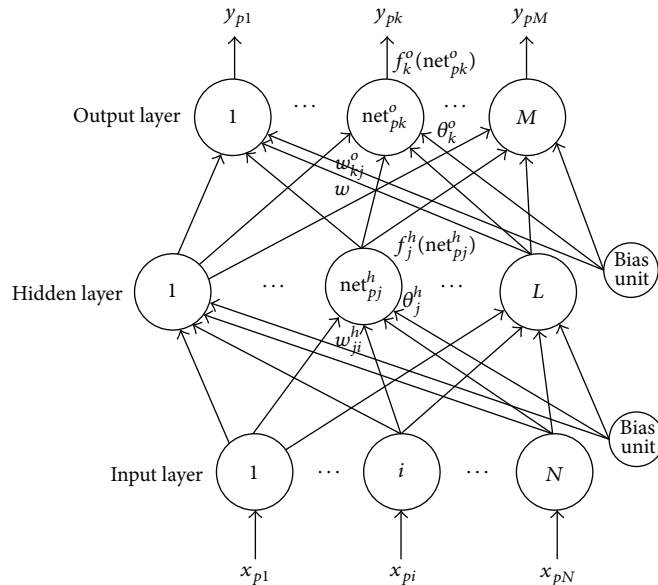 y_{p1} y_{pk} y_{pM}
f_k^o(net_{pk}^o)
Output layer 1 ··· net_{pk}^o ··· M
θ_k^o
w_{kj}^o
w
f_j^h(net_{pj}^h)
Bias
unit
Hidden layer 1 ··· net_{pj}^h ··· L
θ_j^h
w_{ji}^h
Bias
unit
Input layer 1 ··· i ··· N
x_{p1} x_{pi} x_{pN}